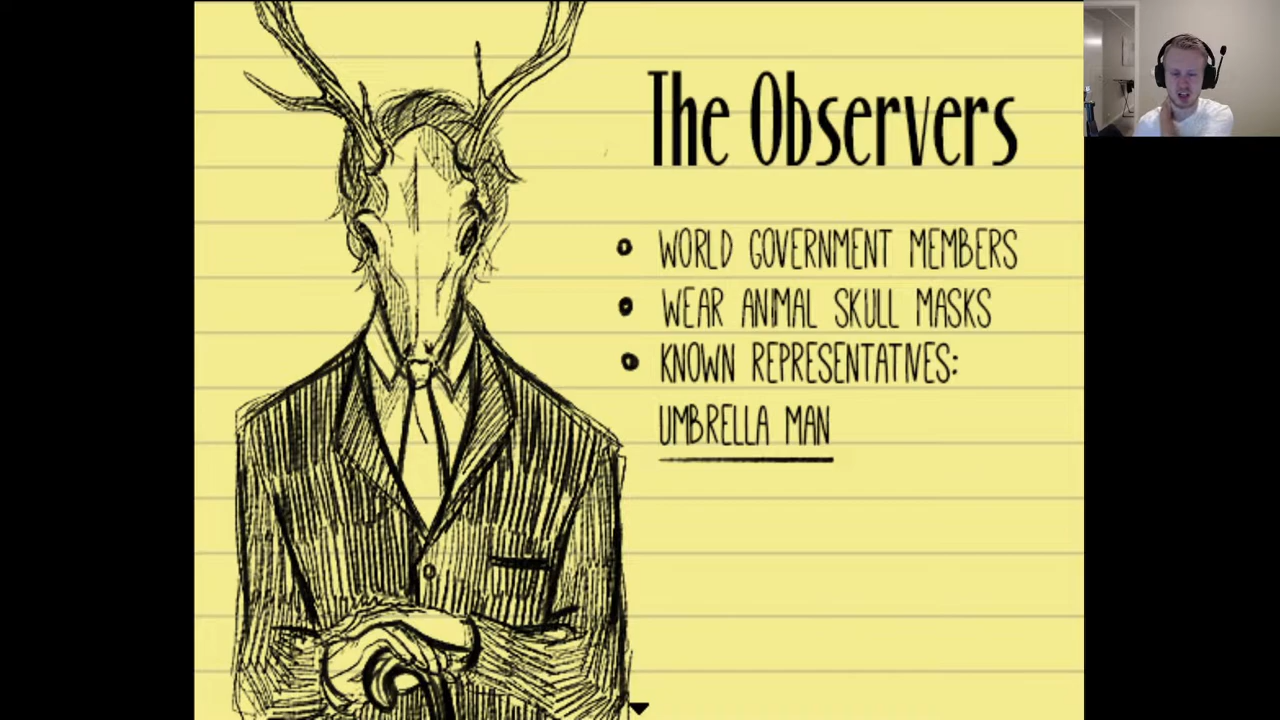 The Observers
• WORLD GOVERNMENT MEMBERS
• WEAR ANIMAL SKULL MASKS
• KNOWN REPRESENTATIVES:
UMBRELLA MAN